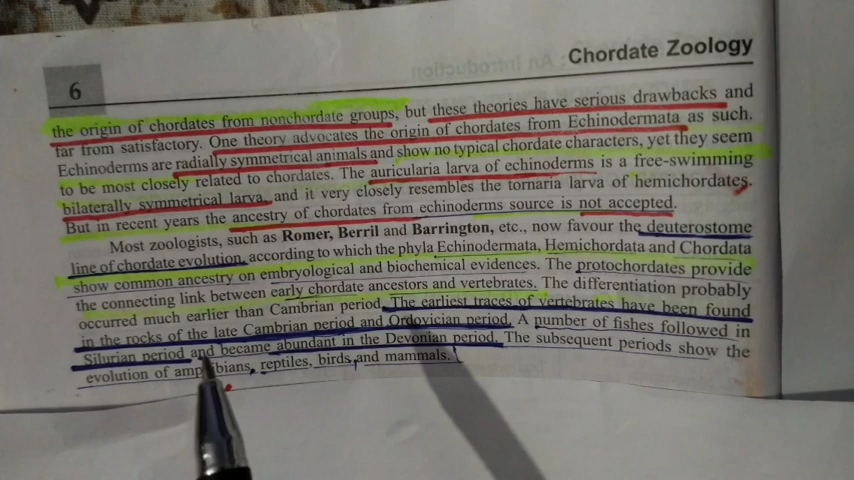 Chordate Zoology
6
the origin of chordates from nonchordate groups, but these theories have serious drawbacks and
far from satisfactory. One theory advocates the origin of chordates from Echinodermata as such.
Echinoderms are radially symmetrical animals and show no typical chordate characters, yet they seem
to be most closely related to chordates. The auricularia larva of echinoderms is a free-swimming
bilaterally symmetrical larva, and it very closely resembles the tornaria larva of hemichordates.
But in recent years the ancestry of chordates from echinoderms source is not accepted.
Most zoologists, such as Romer, Berril and Barrington, etc., now favour the deuterostome
line of chordate evolution, according to which the phyla Echinodermata, Hemichordata and Chordata
show common ancestry on embryological and biochemical evidences. The protochordates provide
the connecting link between early chordate ancestors and vertebrates. The differentiation probably
occurred much earlier than Cambrian period. The earliest traces of vertebrates have been found
in the rocks of the late Cambrian period and Ordovician period. A number of fishes followed in
Silurian period and became abundant in the Devonian period. The subsequent periods show the
evolution of amphibians, reptiles, birds and mammals.